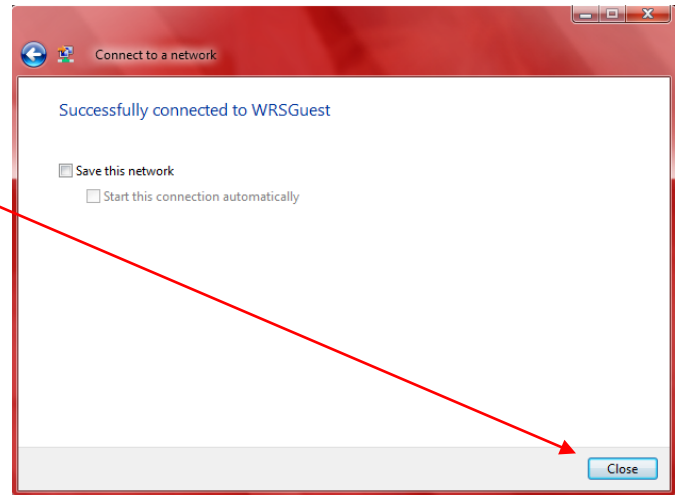 Connect to a network
Successfully connected to WRSGuest
Save this network
Start this connection automatically
Close